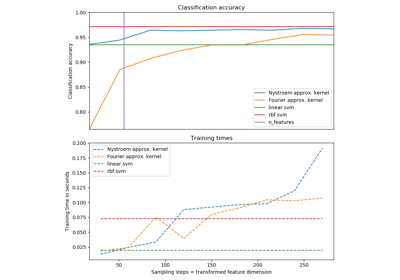 Classification accuracy
1.00
0.95
0.90
0.85
0.80
Classification accuracy
Nystroem approx. kernel
Fourier approx. kernel
linear svm
rbf svm
n_features
Training times
0.200
0.175
0.150
0.125
0.100
0.075
0.050
0.025
Training time in seconds
Nystroem approx. kernel
Fourier approx. kernel
linear svm
rbf svm
50 100 150 200 250
Sampling steps = transformed feature dimension